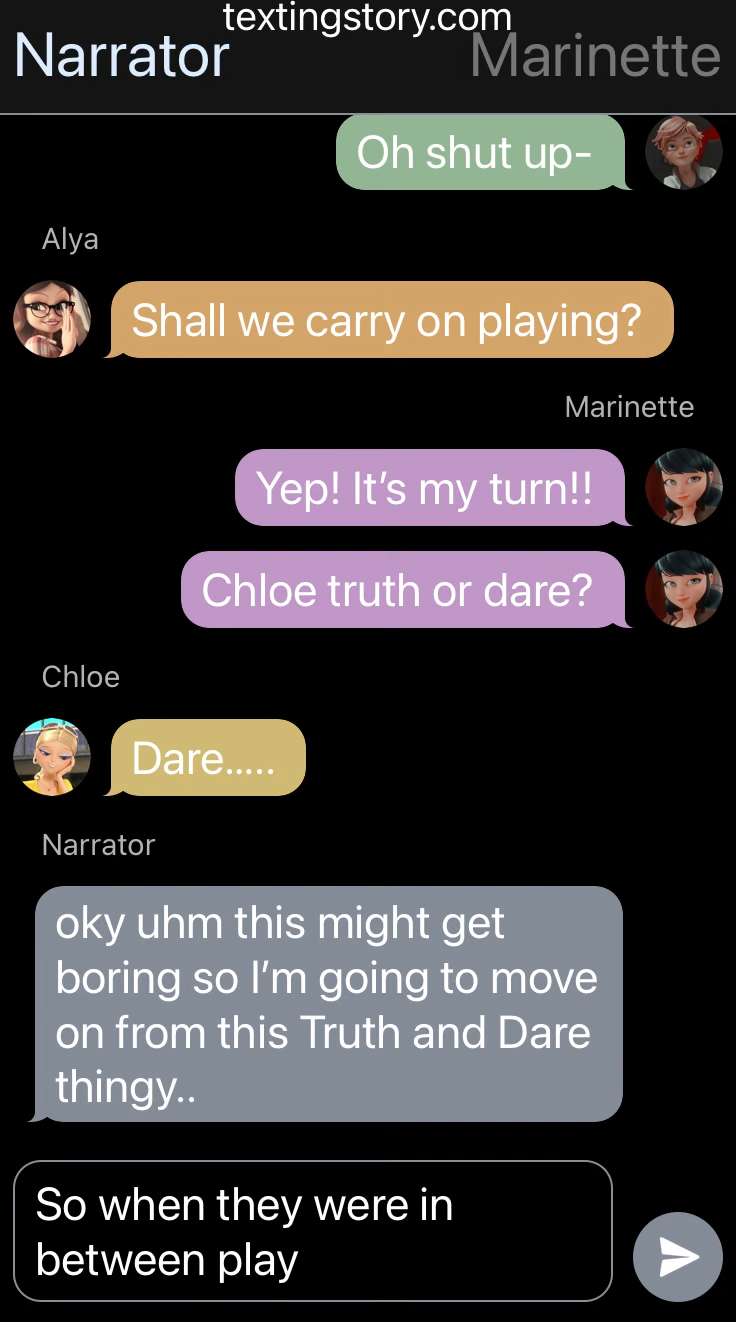 textingstory.com
Narrator
Marinette
Oh shut up-
Alya
Shall we carry on playing?
Marinette
Yep! It’s my turn!!
Chloe truth or dare?
Chloe
Dare.....
Narrator
oky uhm this might get
boring so I’m going to move
on from this Truth and Dare
thingy..
So when they were in
between play